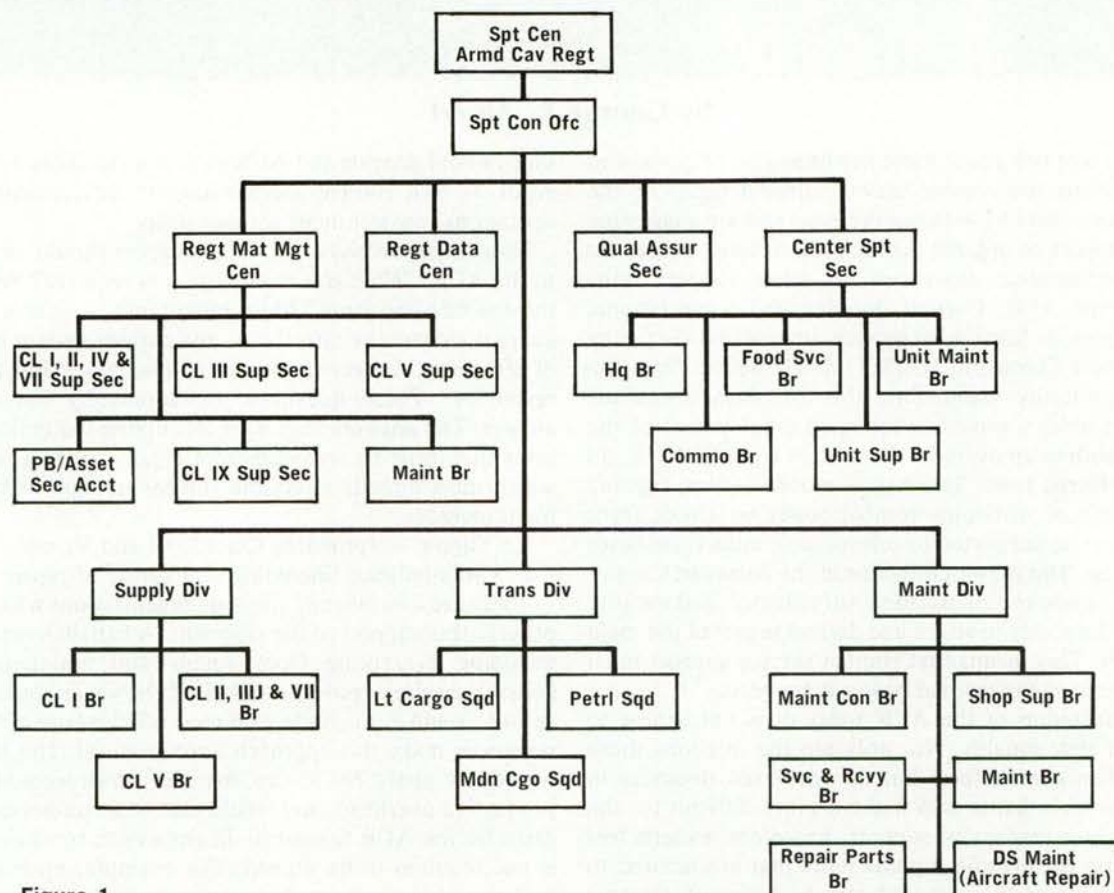 Spt Cen
Armd Cav Regt
Spt Con Ofc
Regt Mat Mgt
Cen
Regt Data
Cen
Qual Assur
Sec
Center Spt
Sec
CL I, II, IV &
VII Sup Sec
CL III Sup Sec
CL V Sup Sec
Hq Br
Food Svc
Br
Unit Maint
Br
PB/Asset
Sec Acct
CL IX Sup Sec
Maint Br
Commo Br
Unit Sup Br
Supply Div
Trans Div
Maint Div
CL I Br
CL II, IIIJ & VII
Br
Lt Cargo Sqd
Petrl Sqd
Maint Con Br
Shop Sup Br
CL V Br
Mdn Cgo Sqd
Svc & Rcvy
Br
Maint Br
Repair Parts
Br.
DS Maint
(Aircraft Repair)
Figure 1